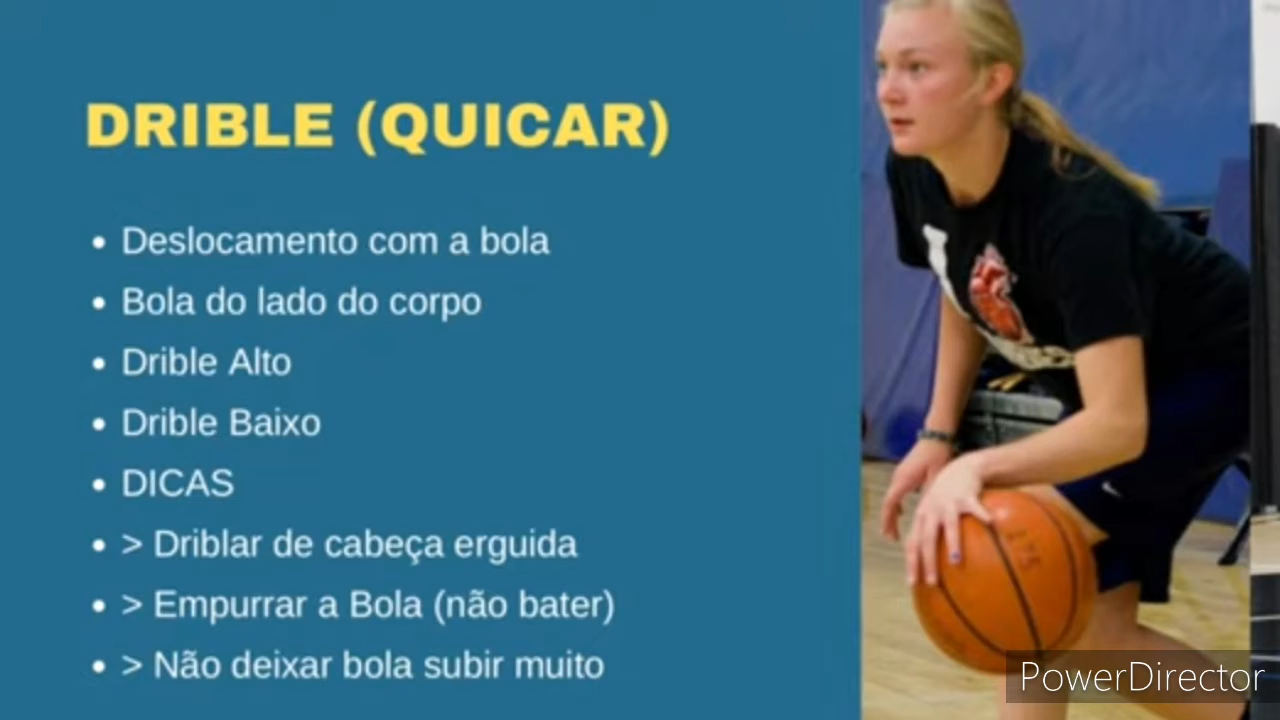 DRIBLE (QUICAR)
• Deslocamento com a bola
• Bola do lado do corpo
• Drible Alto
• Drible Baixo
• DICAS
• > Driblar de cabeça erguida
• > Empurrar a Bola (não bater)
• > Não deixar bola subir muito
175
PowerDirector